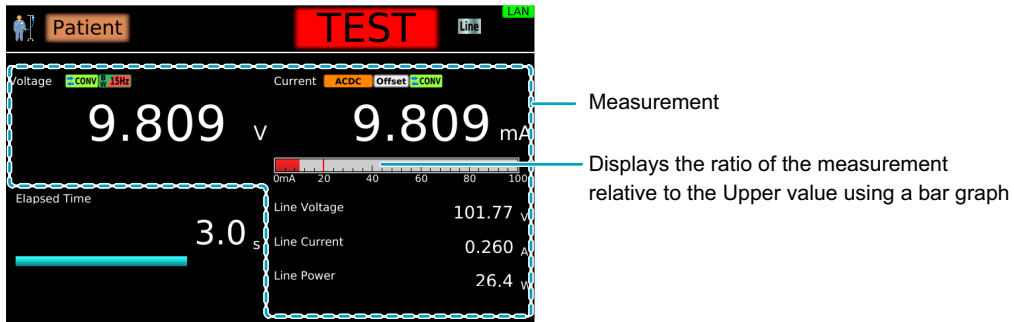 LAN
Patient
TEST
Line
Voltage CONV BW 15Hz
Current ACDC Offset CONV
9.809 V
9.809 mA
Measurement
0mA 20 40 60 80 100
Displays the ratio of the measurement
relative to the Upper value using a bar graph
Elapsed Time
3.0 s
Line Voltage 101.77 V
Line Current 0.260 A
Line Power 26.4 W